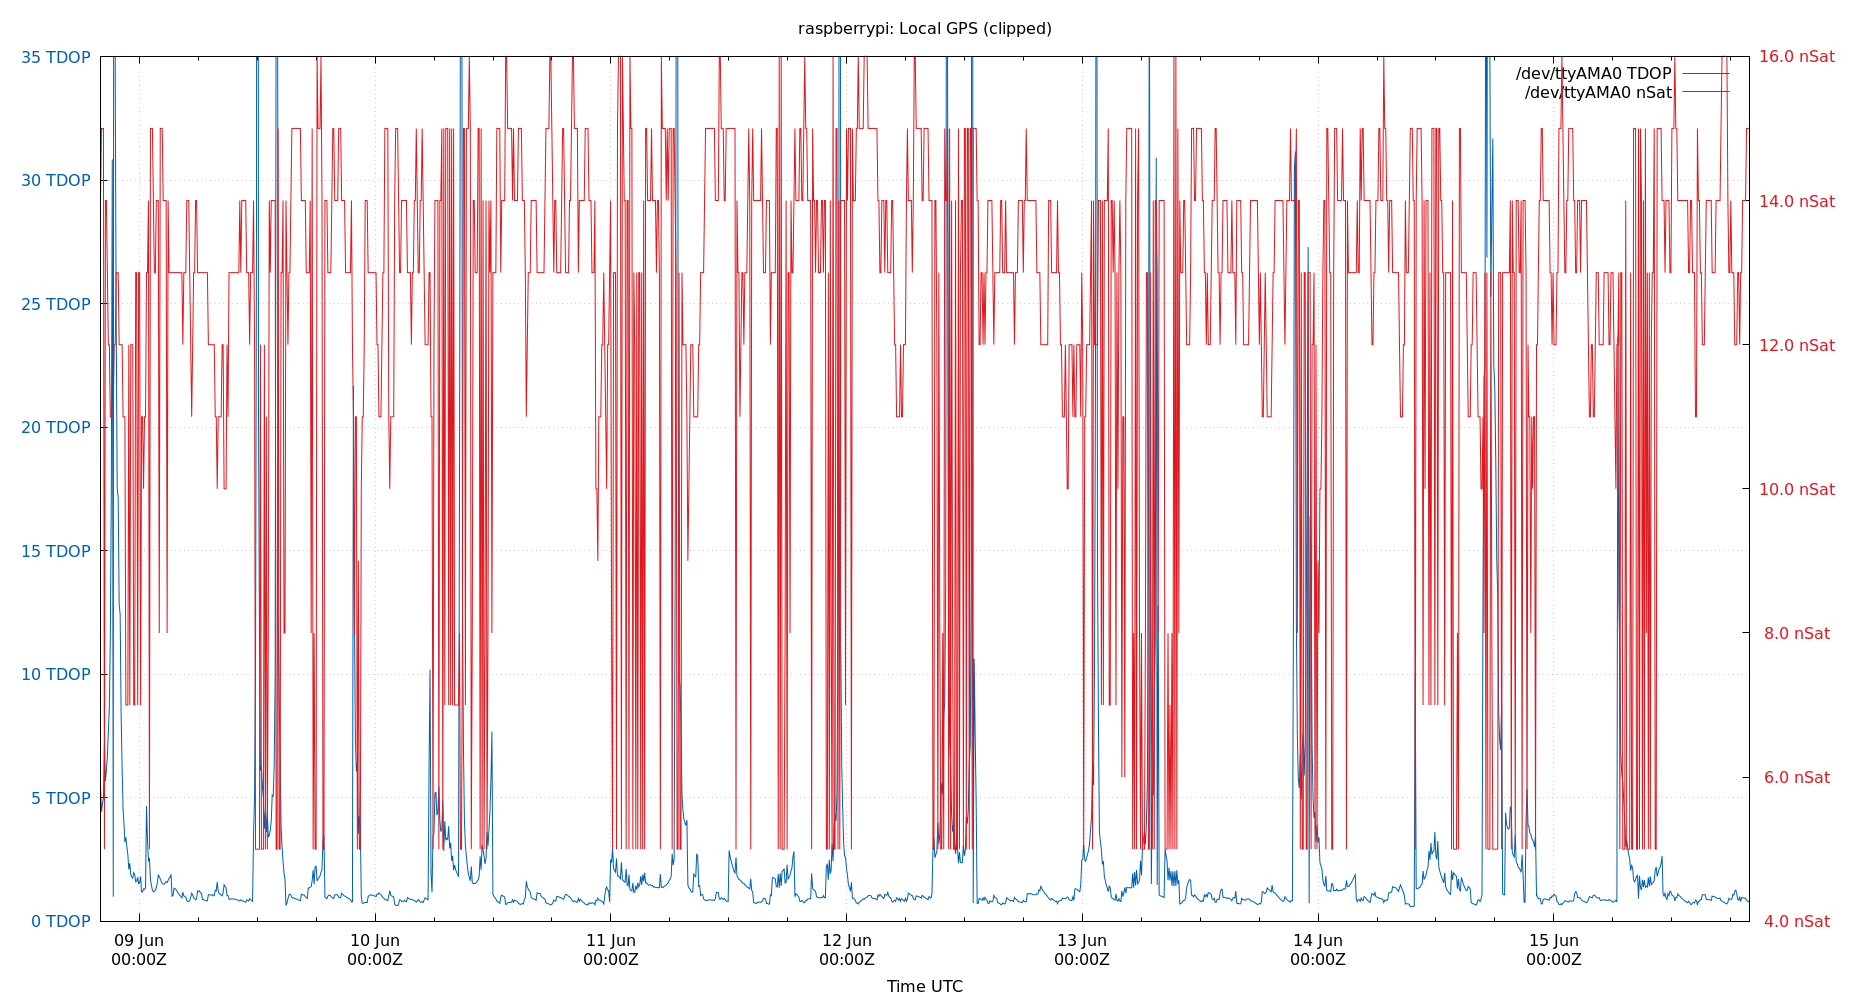 raspberrypi: Local GPS (clipped)
35 TDOP
30 TDOP
25 TDOP
20 TDOP
15 TDOP
10 TDOP
5 TDOP
0 TDOP
16.0 nSat
14.0 nSat
12.0 nSat
10.0 nSat
8.0 nSat
6.0 nSat
4.0 nSat
/dev/ttyAMA0 TDOP
/dev/ttyAMA0 nSat
09 Jun
00:00Z
10 Jun
00:00Z
11 Jun
00:00Z
12 Jun
00:00Z
13 Jun
00:00Z
14 Jun
00:00Z
15 Jun
00:00Z
Time UTC